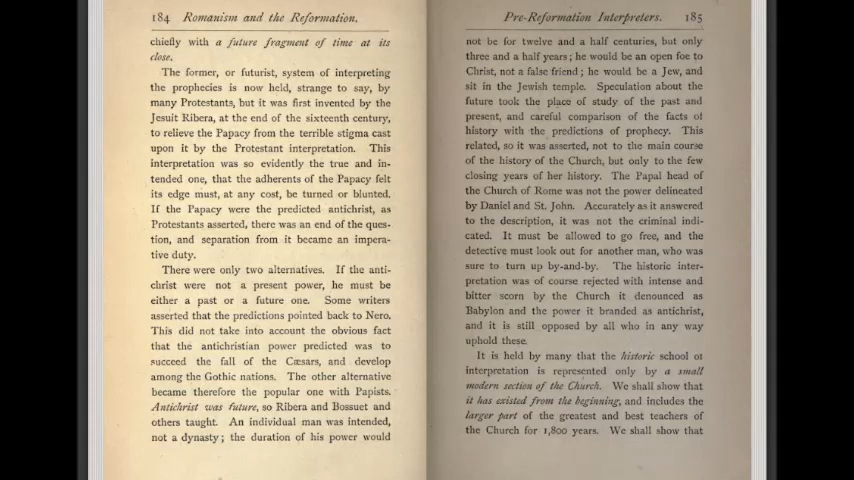 184 Romanism and the Reformation.
chiefly with a future fragment of time at its
close.
The former, or futurist, system of interpreting
the prophecies is now held, strange to say, by
many Protestants, but it was first invented by the
Jesuit Ribera, at the end of the sixteenth century,
to relieve the Papacy from the terrible stigma cast
upon it by the Protestant interpretation. This
interpretation was so evidently the true and in-
tended one, that the adherents of the Papacy felt
its edge must, at any cost, be turned or blunted.
If the Papacy were the predicted antichrist, as
Protestants asserted, there was an end of the ques-
tion, and separation from it became an impera-
tive duty.
There were only two alternatives. If the anti-
christ were not a present power, he must be
either a past or a future one. Some writers
asserted that the predictions pointed back to Nero.
This did not take into account the obvious fact
that the antichristian power predicted was to
succeed the fall of the Cæsars, and develop
among the Gothic nations. The other alternative
became therefore the popular one with Papists.
Antichrist was future, so Ribera and Bossuet and
others taught. An individual man was intended,
not a dynasty; the duration of his power would
Pre-Reformation Interpreters. 185
not be for twelve and a half centuries, but only
three and a half years; he would be an open foe to
Christ, not a false friend; he would be a Jew, and
sit in the Jewish temple. Speculation about the
future took the place of study of the past and
present, and careful comparison of the facts of
history with the predictions of prophecy. This
related, so it was asserted, not to the main course
of the history of the Church, but only to the few
closing years of her history. The Papal head of
the Church of Rome was not the power delineated
by Daniel and St. John. Accurately as it answered
to the description, it was not the criminal indi-
cated. It must be allowed to go free, and the
detective must look out for another man, who was
sure to turn up by-and-by. The historic inter-
pretation was of course rejected with intense and
bitter scorn by the Church it denounced as
Babylon and the power it branded as antichrist,
and it is still opposed by all who in any way
uphold these.
It is held by many that the historic school of
interpretation is represented only by a small
modern section of the Church. We shall show that
it has existed from the beginning, and includes the
larger part of the greatest and best teachers of
the Church for 1,800 years. We shall show that